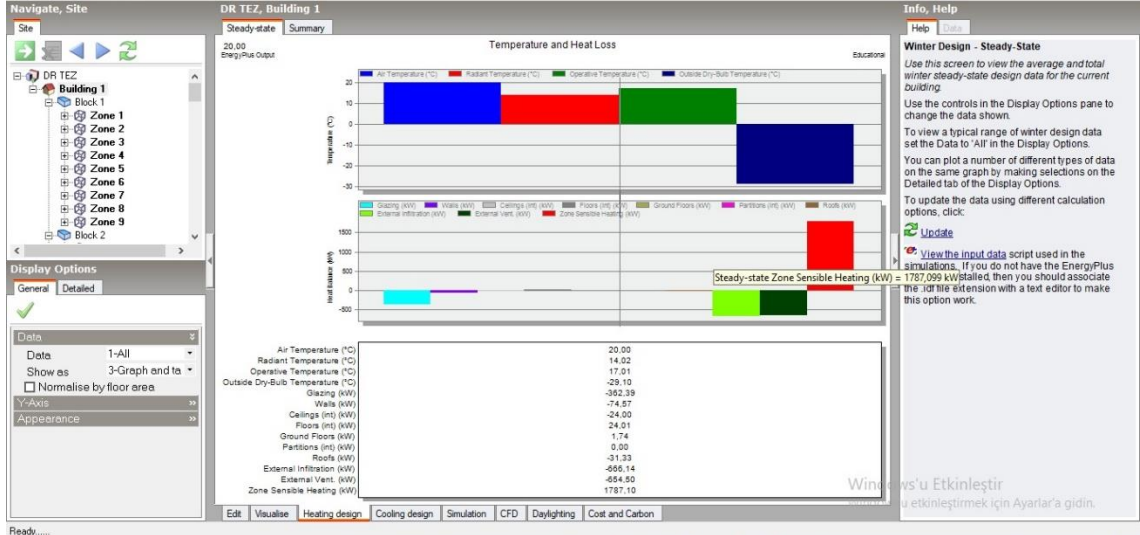 Navigate, Site
Site
DR TEZ
Building 1
Block 1
Zone 1
Zone 2
Zone 3
Zone 4
Zone 5
Zone 6
Zone 7
Zone 8
Zone 9
Block 2
Display Options
General Detailed
Data
Data 1-All
Show as 3-Graph and ta
Normalise by floor area
Y-Axis
Appearance
DR TEZ, Building 1
Steady-state Summary
20,00
EnergyPlus Output
Temperature and Heat Loss
Educational
Air Temperature (°C) Radiant Temperature (°C) Operative Temperature (°C) Outside Dry-Bulb Temperature (°C)
Temperature (°C)
20
10
0
-10
-20
-30
Glazing (kW) Walls (kW) Ceilings (int) (kW) Floors (int) (kW) Ground Floors (kW) Partitions (int) (kW) Roofs (kW)
External Infiltration (kW) External Vent. (kW) Zone Sensible Heating (kW)
Heat Balance (kW)
1500
1000
500
0
-500
Steady-state Zone Sensible Heating (kW) = 1787,099 kW
Air Temperature (°C) 20,00
Radiant Temperature (°C) 14,02
Operative Temperature (°C) 17,01
Outside Dry-Bulb Temperature (°C) -29,10
Glazing (kW) -362,39
Walls (kW) -74,57
Ceilings (int) (kW) -24,00
Floors (int) (kW) 24,01
Ground Floors (kW) 1,74
Partitions (int) (kW) 0,00
Roofs (kW) -31,33
External Infiltration (kW) -666,14
External Vent. (kW) -654,50
Zone Sensible Heating (kW) 1787,10
Edit Visualise Heating design Cooling design Simulation CFD Daylighting Cost and Carbon
Info, Help
Help Data
Winter Design - Steady-State
Use this screen to view the average and total
winter steady-state design data for the current
building.
Use the controls in the Display Options pane to
change the data shown.
To view a typical range of winter design data
set the Data to 'All' in the Display Options.
You can plot a number of different types of data
on the same graph by making selections on the
Detailed tab of the Display Options.
To update the data using different calculation
options, click:
Update
View the input data script used in the
simulations. If you do not have the EnergyPlus
stalled, then you should associate
the .idf file extension with a text editor to make
this option work.
Windows'u Etkinleştir
u etkinleştirmek için Ayarlar'a gidin.
Ready......